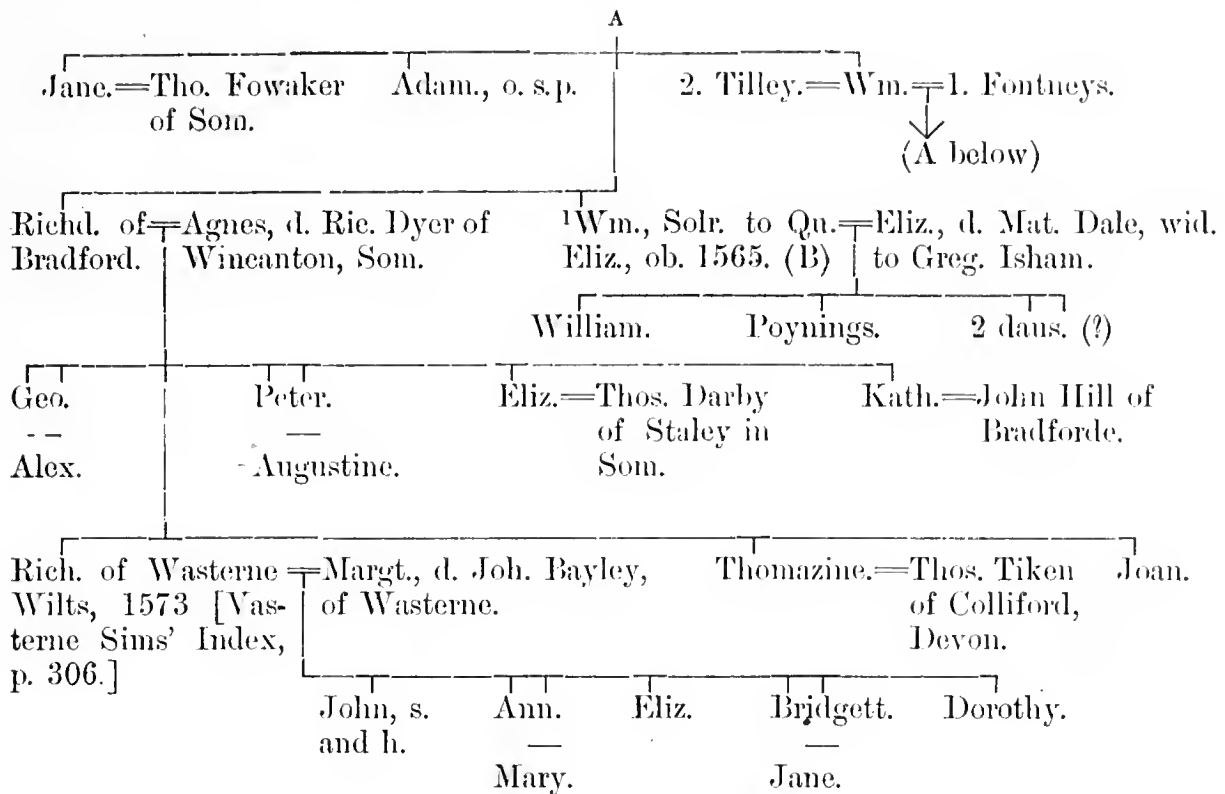 A
Jane.=Tho. Fowaker of Som.
Adam., o. s. p.
2. Tilley.=Wm.=1. Fontneys.
(A below)
Richd. of Bradford.=Agnes, d. Ric. Dyer of Wincanton, Som.
¹Wm., Solr. to Qn. Eliz., ob. 1565. (B)=Eliz., d. Mat. Dale, wid. to Greg. Isham.
William. Poynings. 2 daus. (?)
Geo.
—
Alex.
Peter.
—
Augustine.
Eliz.=Thos. Darby of Staley in Som.
Kath.=John Hill of Bradforde.
Rich. of Wasterne Wilts, 1573 [Vasterne Sims' Index, p. 306.]=Margt., d. Joh. Bayley, of Wasterne.
Thomazine.=Thos. Tiken of Colliford, Devon.
Joan.
John, s. and h.
Ann.
—
Mary.
Eliz.
Bridgett.
—
Jane.
Dorothy.